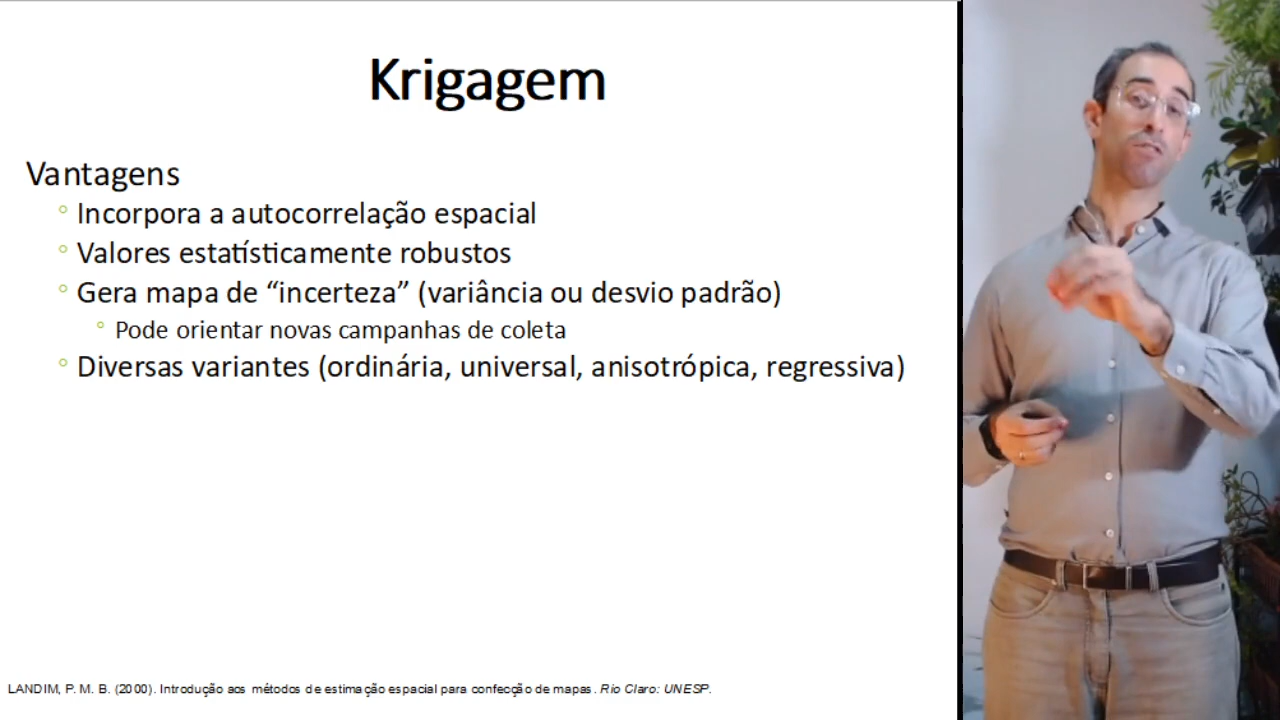 Krigagem
Vantagens
Incorpora a autocorrelação espacial
Valores estatísticamente robustos
Gera mapa de “incerteza” (variância ou desvio padrão)
Pode orientar novas campanhas de coleta
Diversas variantes (ordinária, universal, anisotrópica, regressiva)
LANDIM, P. M. B. (2000). Introdução aos métodos de estimação espacial para confecção de mapas. Rio Claro: UNESP.